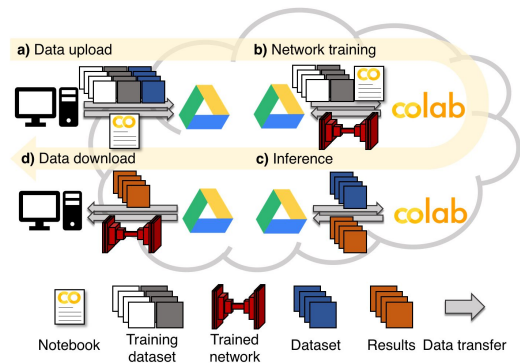 a) Data upload
b) Network training
CO
CO
colab
d) Data download
c) Inference
colab
CO
Notebook
Training
dataset
Trained
network
Dataset
Results
Data transfer